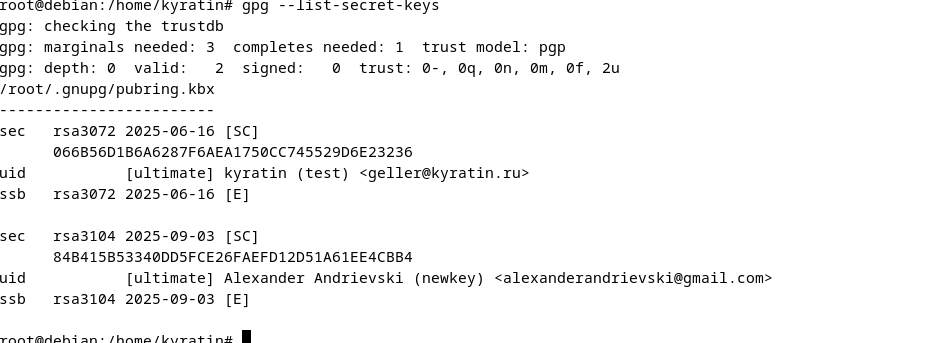 root@debian:/home/kyratin# gpg --list-secret-keys
gpg: checking the trustdb
gpg: marginals needed: 3  completes needed: 1  trust model: pgp
gpg: depth: 0  valid:   2  signed:   0  trust: 0-, 0q, 0n, 0m, 0f, 2u
/root/.gnupg/pubring.kbx
------------------------
sec   rsa3072 2025-06-16 [SC]
      066B56D1B6A6287F6AEA1750CC745529D6E23236
uid           [ultimate] kyratin (test) <geller@kyratin.ru>
ssb   rsa3072 2025-06-16 [E]

sec   rsa3104 2025-09-03 [SC]
      84B415B53340DD5FCE26FAEFD12D51A61EE4CBB4
uid           [ultimate] Alexander Andrievski (newkey) <alexanderandrievski@gmail.com>
ssb   rsa3104 2025-09-03 [E]

root@debian:/home/kyratin#